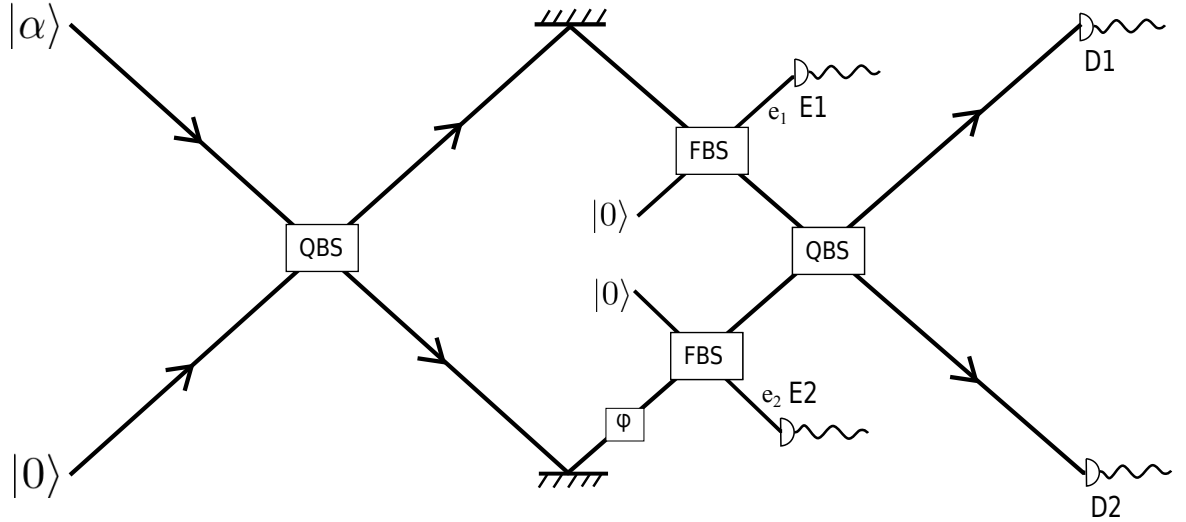 |α⟩
D1
e₁ E1
FBS
|0⟩
QBS
QBS
|0⟩
FBS
e₂ E2
φ
|0⟩
D2